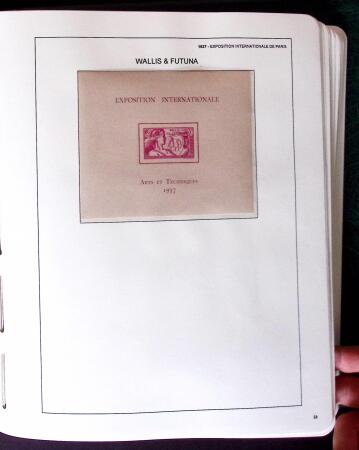 1937 - EXPOSITION INTERNATIONALE DE PARIS
WALLIS & FUTUNA
EXPOSITION INTERNATIONALE
ARTS ET TECHNIQUES
1937